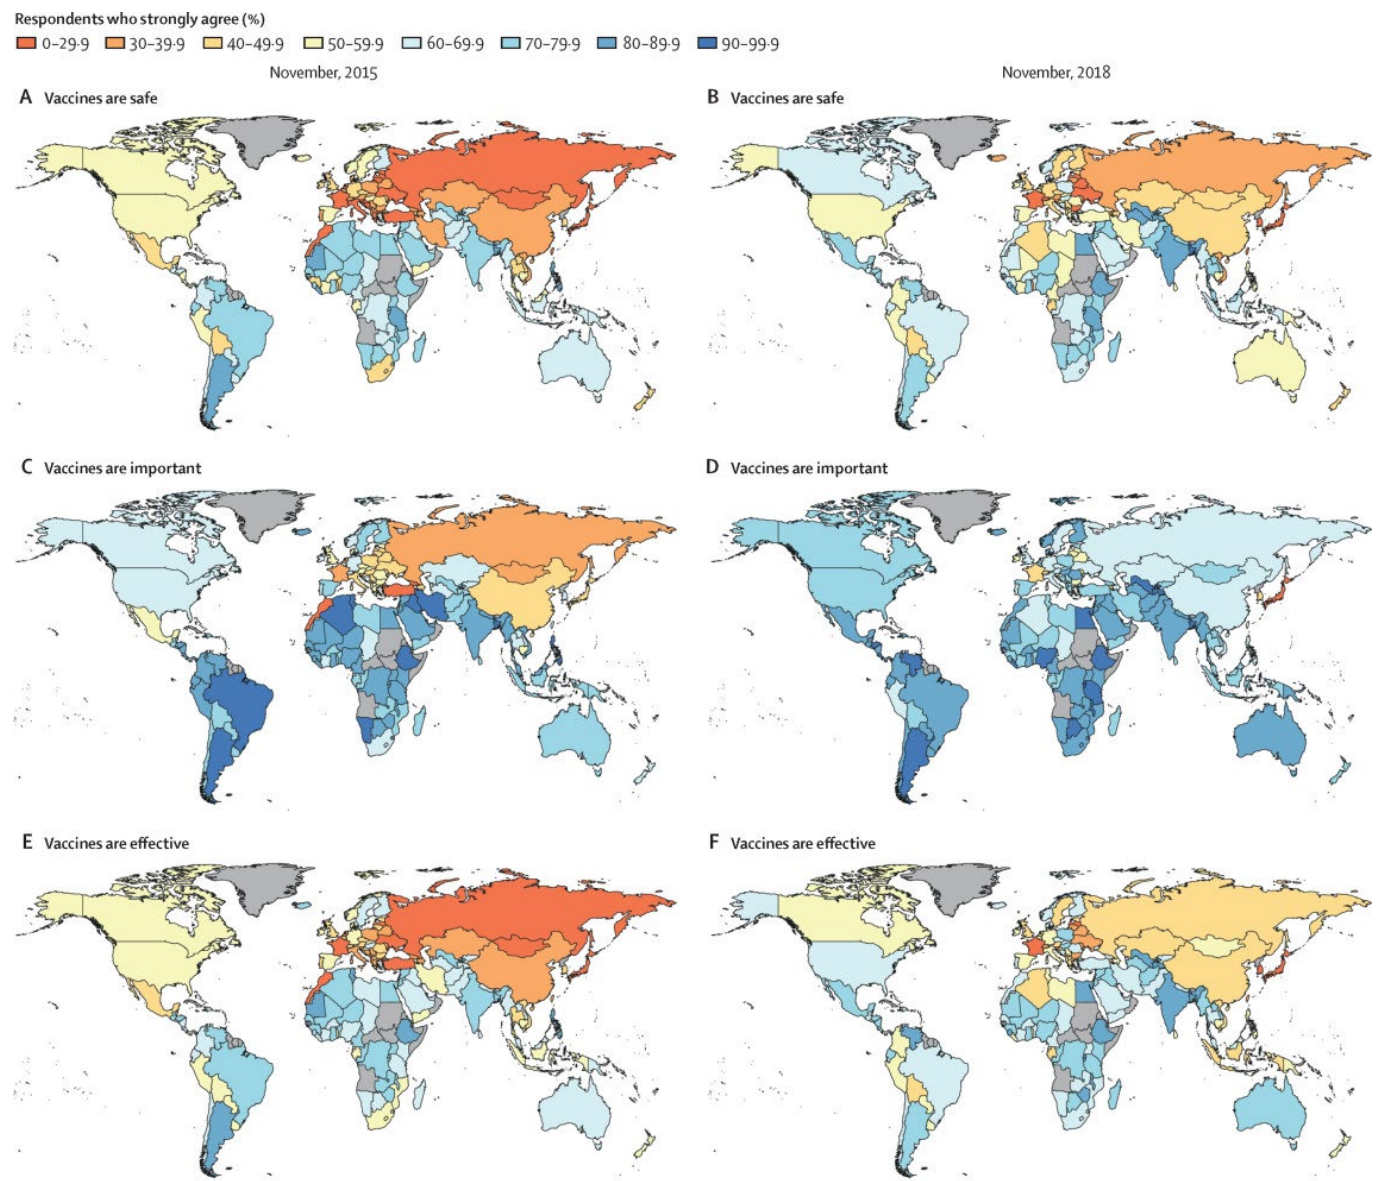 Respondents who strongly agree (%)
0–29·9 30–39·9 40–49·9 50–59·9 60–69·9 70–79·9 80–89·9 90–99·9
November, 2015 November, 2018
A Vaccines are safe B Vaccines are safe
C Vaccines are important D Vaccines are important
E Vaccines are effective F Vaccines are effective